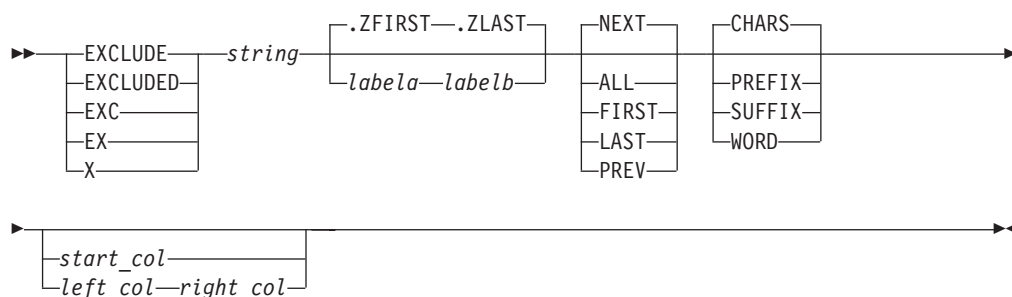 .ZFIRST .ZLAST NEXT CHARS
EXCLUDE string
EXCLUDED labela labelb ALL PREFIX
EXC FIRST SUFFIX
EX LAST WORD
X PREV
start_col
left_col right_col